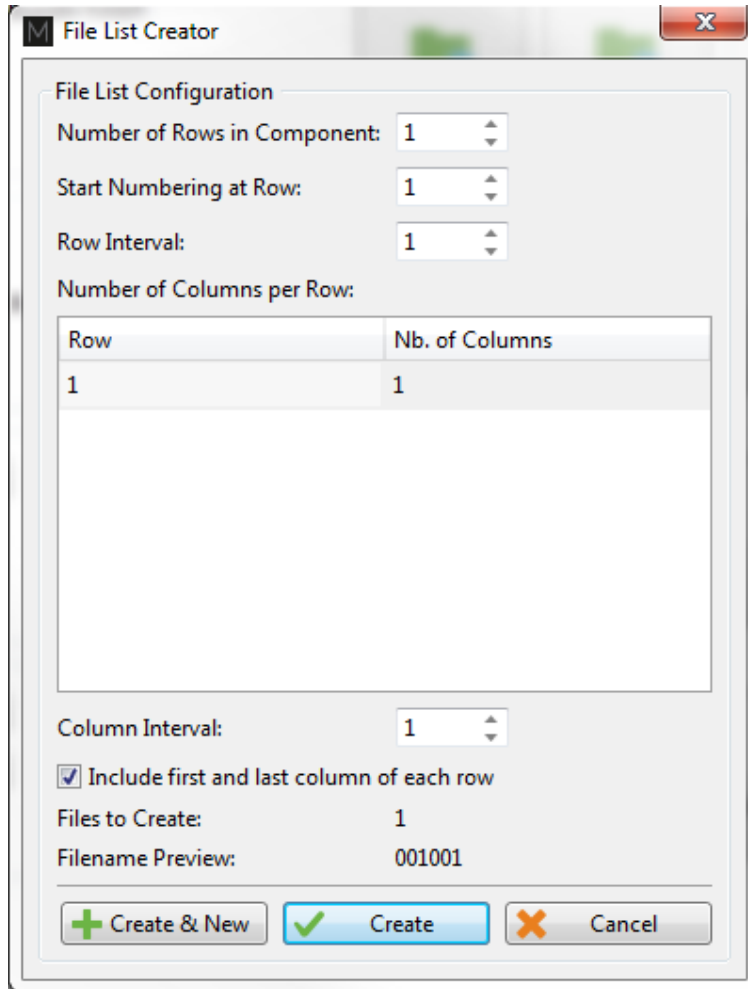 M File List Creator
File List Configuration
Number of Rows in Component: 1
Start Numbering at Row: 1
Row Interval: 1
Number of Columns per Row:
Row Nb. of Columns
1 1
Column Interval: 1
Include first and last column of each row
Files to Create: 1
Filename Preview: 001001
Create & New Create Cancel